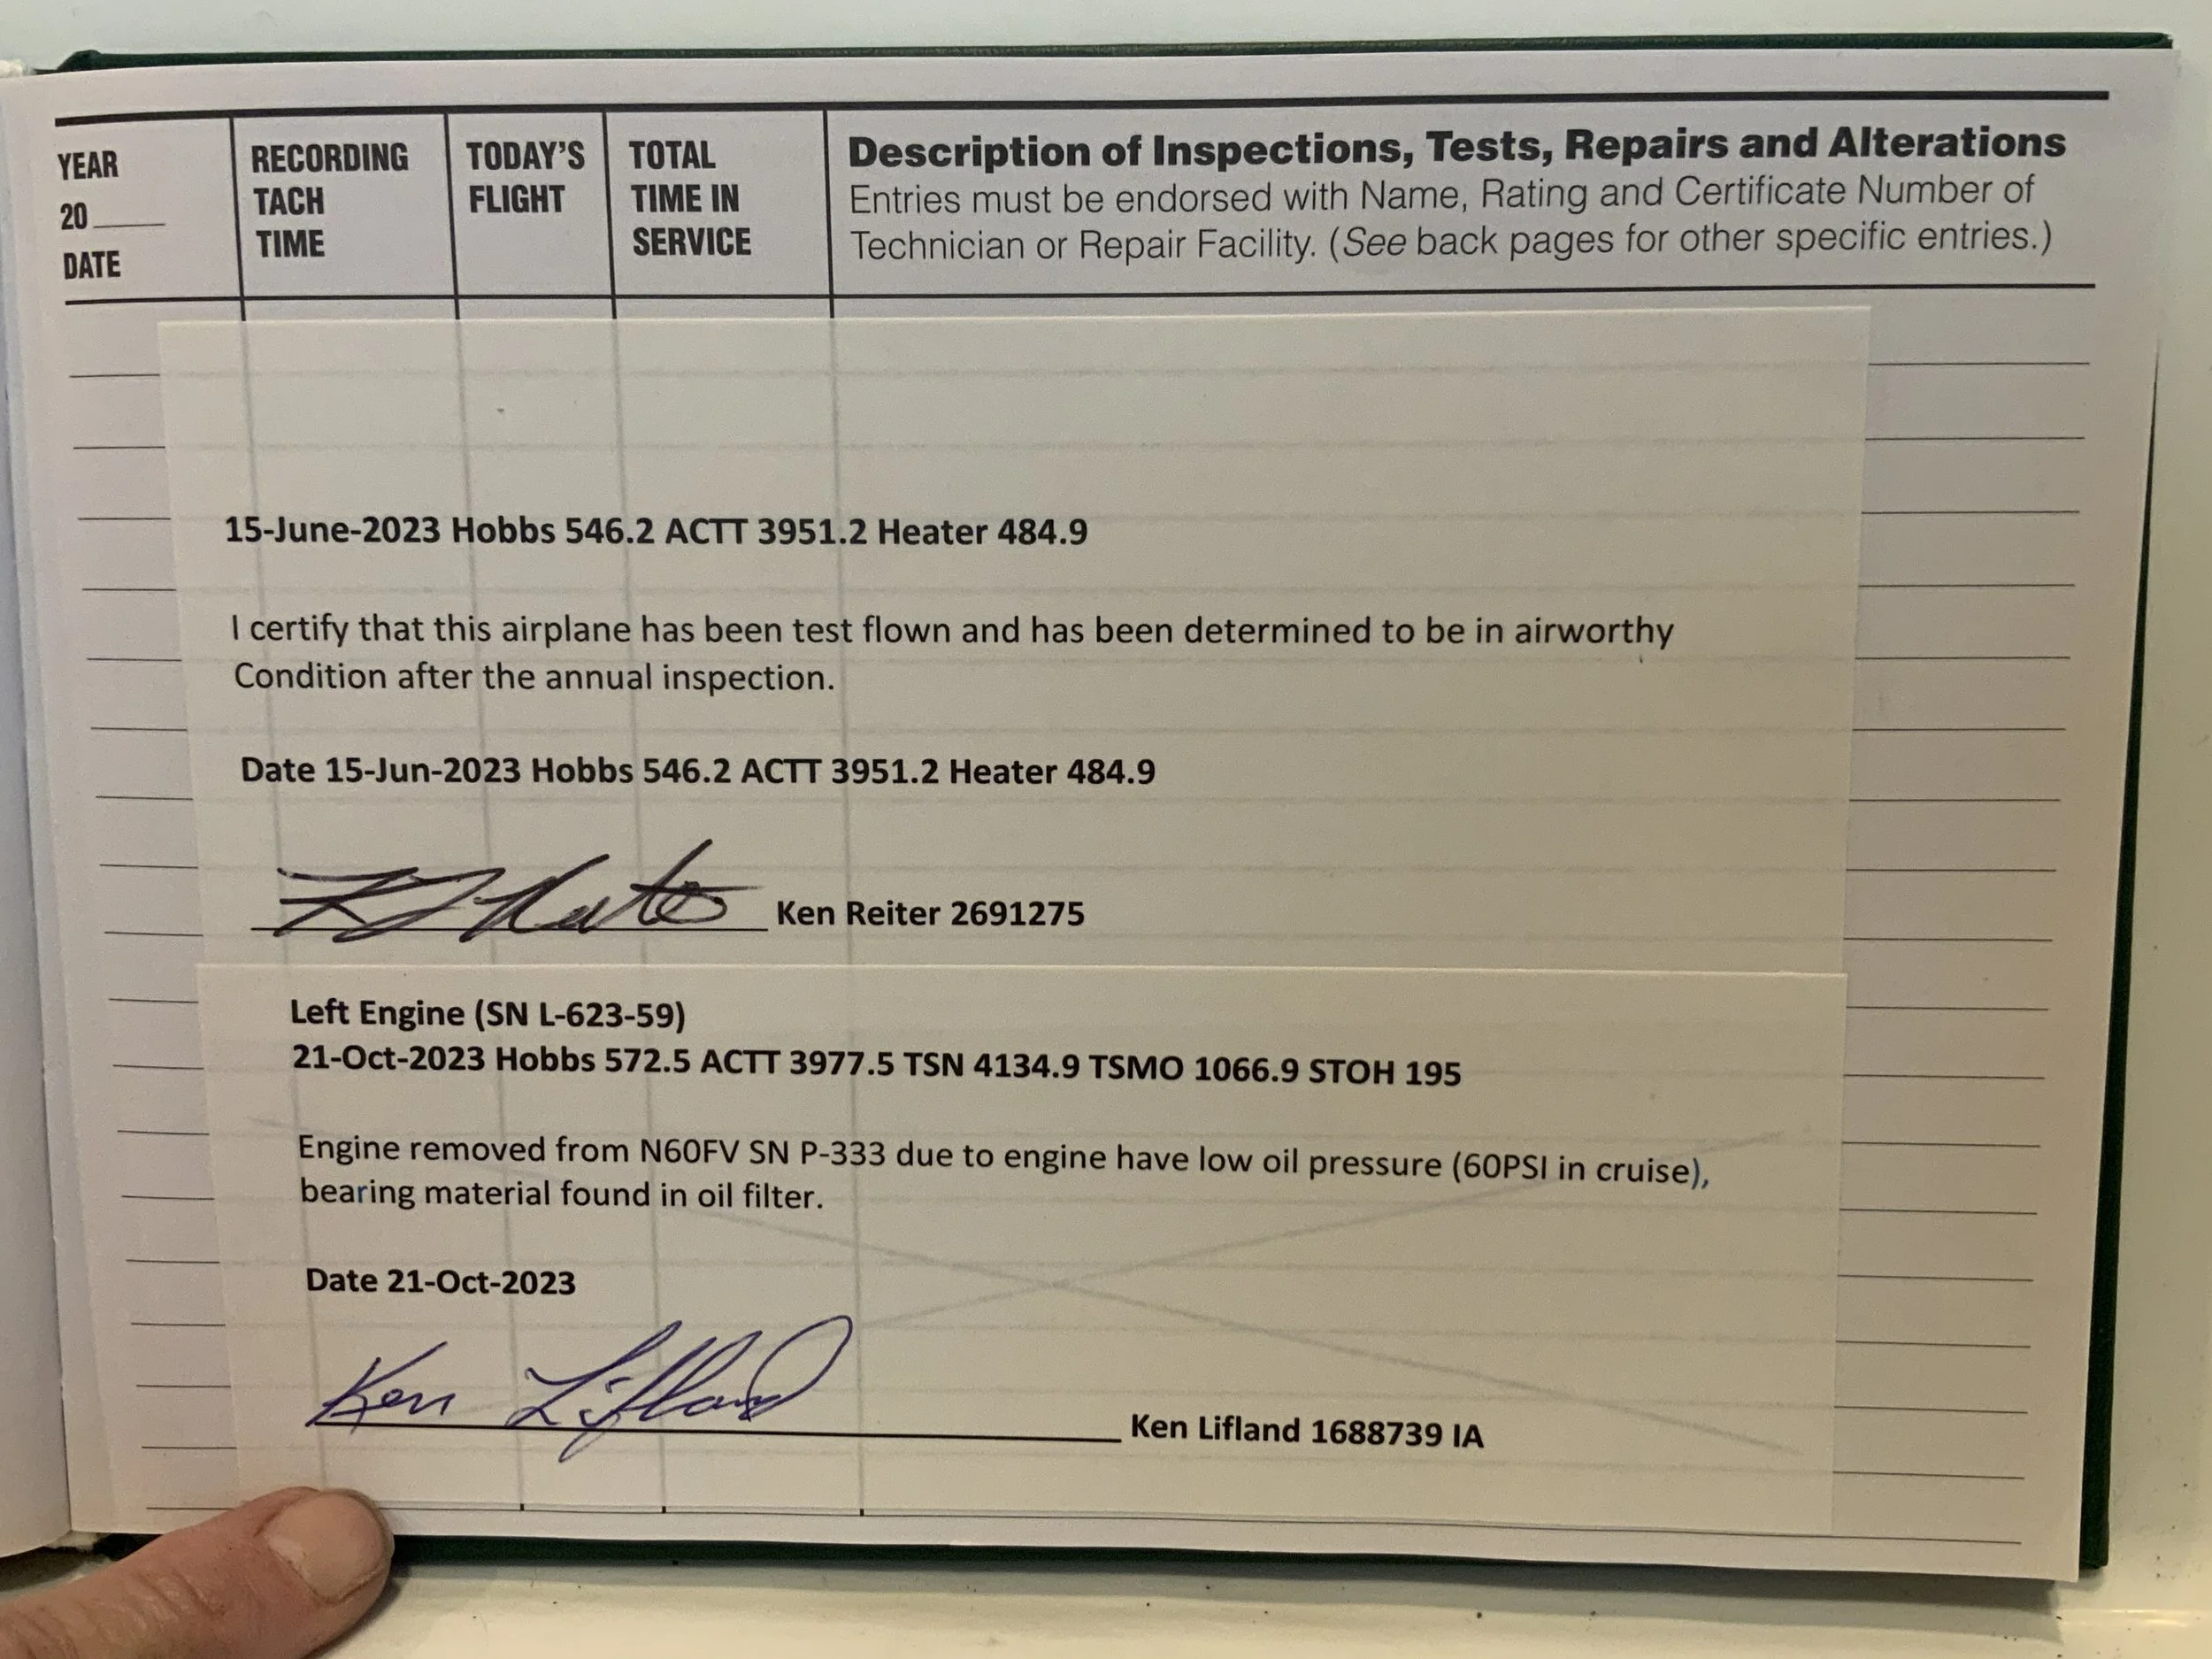 YEAR
20____
DATE
RECORDING
TACH
TIME
TODAY'S
FLIGHT
TOTAL
TIME IN
SERVICE
Description of Inspections, Tests, Repairs and Alterations
Entries must be endorsed with Name, Rating and Certificate Number of
Technician or Repair Facility. (See back pages for other specific entries.)
15-June-2023 Hobbs 546.2 ACTT 3951.2 Heater 484.9
I certify that this airplane has been test flown and has been determined to be in airworthy
Condition after the annual inspection.
Date 15-Jun-2023 Hobbs 546.2 ACTT 3951.2 Heater 484.9
Ken Reiter 2691275
Left Engine (SN L-623-59)
21-Oct-2023 Hobbs 572.5 ACTT 3977.5 TSN 4134.9 TSMO 1066.9 STOH 195
Engine removed from N60FV SN P-333 due to engine have low oil pressure (60PSI in cruise),
bearing material found in oil filter.
Date 21-Oct-2023
Ken Lifland
Ken Lifland 1688739 IA